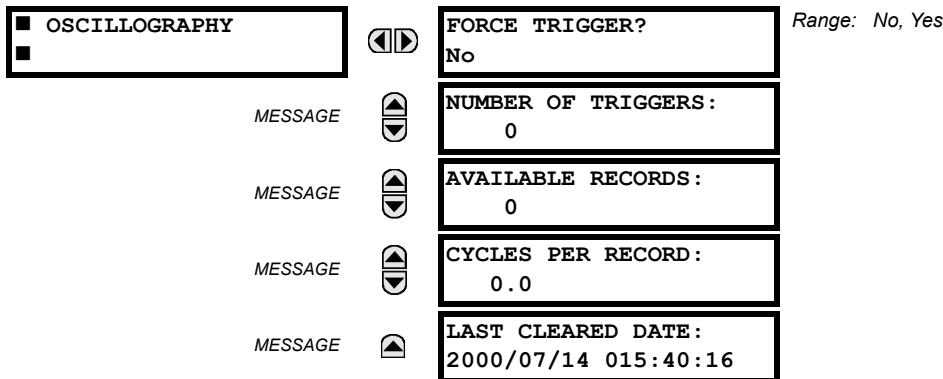 ■ OSCILLOGRAPHY
■
FORCE TRIGGER?
No
Range: No, Yes
MESSAGE
NUMBER OF TRIGGERS:
0
MESSAGE
AVAILABLE RECORDS:
0
MESSAGE
CYCLES PER RECORD:
0.0
MESSAGE
LAST CLEARED DATE:
2000/07/14 015:40:16